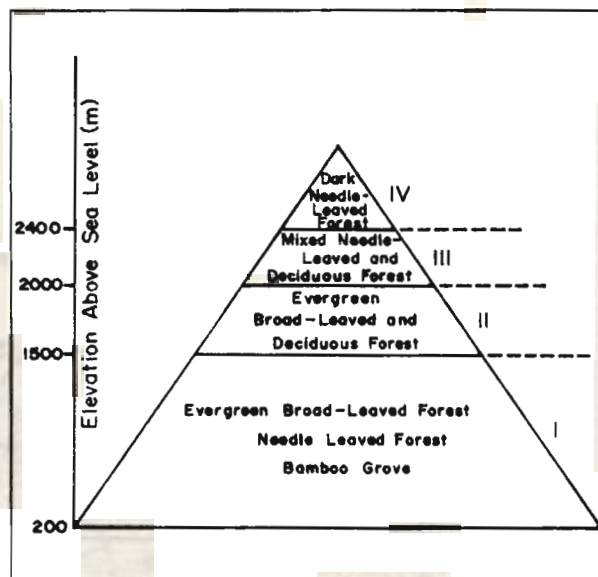 Elevation Above Sea Level (m)
2400
2000
1500
200
Dark
Needle-
Leaved
Forest
IV
Mixed Needle-
Leaved and
Deciduous Forest
III
Evergreen
Broad-Leaved and
Deciduous Forest
II
Evergreen Broad-Leaved Forest
Needle Leaved Forest
Bamboo Grove
I